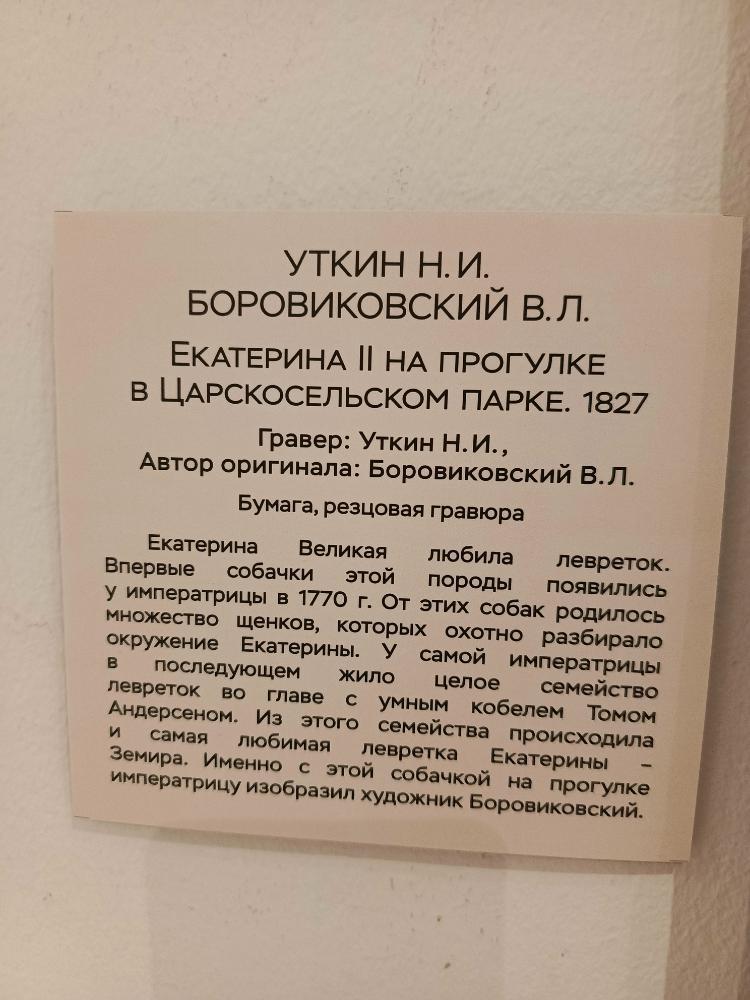 УТКИН Н. И.
БОРОВИКОВСКИЙ В. Л.
ЕКАТЕРИНА II НА ПРОГУЛКЕ
В ЦАРСКОСЕЛЬСКОМ ПАРКЕ. 1827
Гравер: Уткин Н. И.,
Автор оригинала: Боровиковский В. Л.
Бумага, резцовая гравюра
Екатерина Великая любила левреток.
Впервые собачки этой породы появились
у императрицы в 1770 г. От этих собак родилось
множество щенков, которых охотно разбирало
окружение Екатерины. У самой императрицы
в последующем жило целое семейство
левреток во главе с умным кобелем Томом
Андерсеном. Из этого семейства происходила
и самая любимая левретка Екатерины –
Земира. Именно с этой собачкой на прогулке
императрицу изобразил художник Боровиковский.